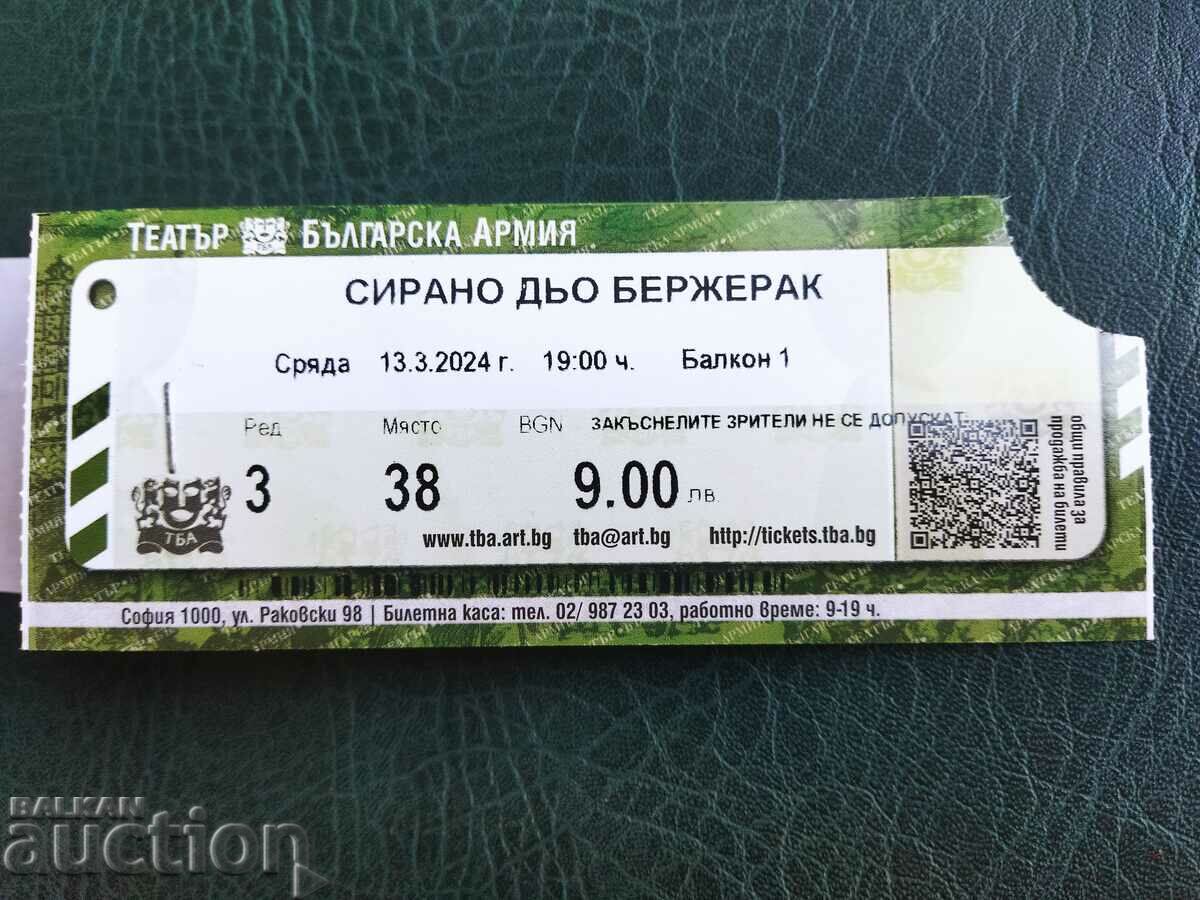 ТЕАТЪР ТБА БЪЛГАРСКА АРМИЯ
СИРАНО ДЬО БЕРЖЕРАК
Сряда 13.3.2024 г. 19:00 ч. Балкон 1
Ред Място BGN ЗАКЪСНЕЛИТЕ ЗРИТЕЛИ НЕ СЕ ДОПУСКАТ
3 38 9.00 лв.
ТБА
www.tba.art.bg tba@art.bg http://tickets.tba.bg
общи правила за
продажба на билети
София 1000, ул. Раковски 98 | Билетна каса: тел. 02/ 987 23 03, работно време: 9-19 ч.
BALKAN
auction